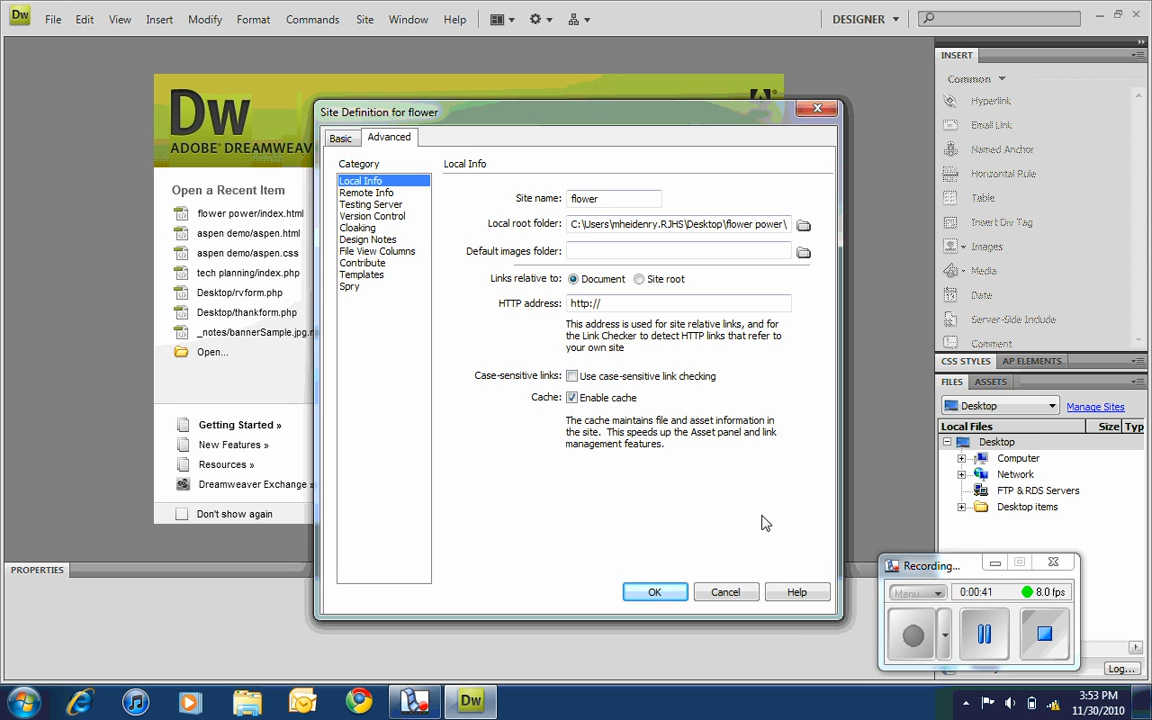 Dw File Edit View Insert Modify Format Commands Site Window Help DESIGNER
Dw
ADOBE® DREAMWEAV
Open a Recent Item
flower power/index.html
aspen demo/aspen.html
aspen demo/aspen.css
tech planning/index.php
Desktop/rvform.php
Desktop/thankform.php
_notes/bannerSample.jpg.m
Open...
Getting Started »
New Features »
Resources »
Dreamweaver Exchange »
Don't show again
PROPERTIES
Site Definition for flower
Basic Advanced
Category
Local Info
Remote Info
Testing Server
Version Control
Cloaking
Design Notes
File View Columns
Contribute
Templates
Spry
Local Info
Site name: flower
Local root folder: C:\Users\mheidenry.RJHS\Desktop\flower power\
Default images folder:
Links relative to: Document Site root
HTTP address: http://
This address is used for site relative links, and for
the Link Checker to detect HTTP links that refer to
your own site
Case-sensitive links: Use case-sensitive link checking
Cache: Enable cache
The cache maintains file and asset information in
the site. This speeds up the Asset panel and link
management features.
OK Cancel Help
INSERT
Common
Hyperlink
Email Link
Named Anchor
Horizontal Rule
Table
Insert Div Tag
Images
Media
Date
Server-Side Include
Comment
CSS STYLES AP ELEMENTS
FILES ASSETS
Desktop Manage Sites
Local Files Size Typ
Desktop
Computer
Network
FTP & RDS Servers
Desktop items
Recording...
Menu 0:00:41 8.0 fps
Log...
Dw
3:53 PM
11/30/2010